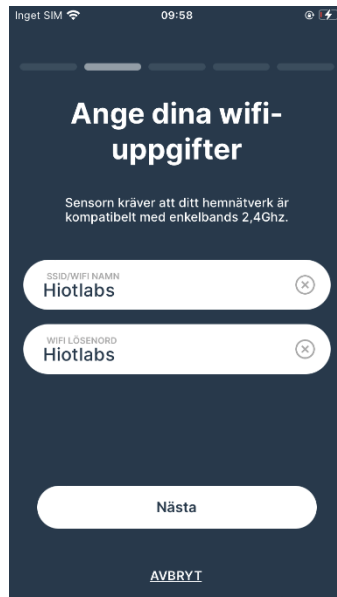 Inget SIM 09:58
Ange dina wifi-
uppgifter
Sensorn kräver att ditt hemnätverk är
kompatibelt med enkelbands 2,4Ghz.
SSID/WIFI NAMN
Hiotlabs
WIFI LÖSENORD
Hiotlabs
Nästa
AVBRYT